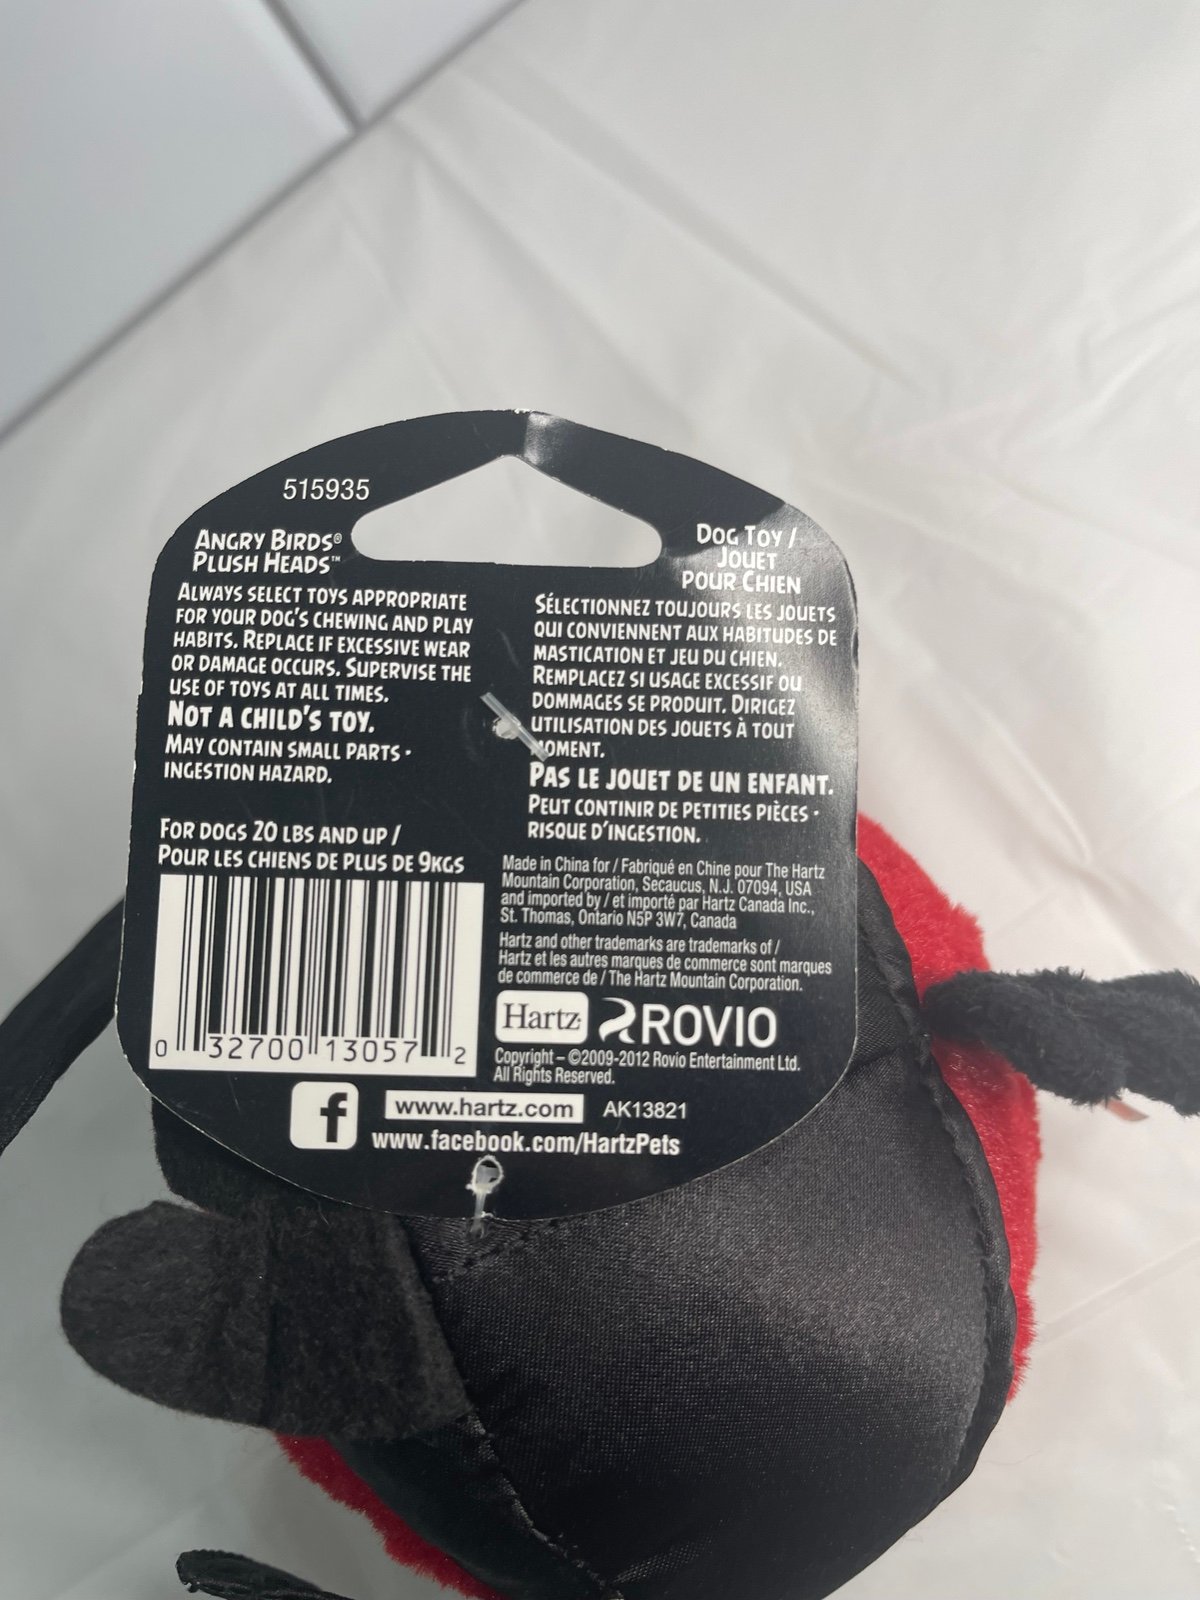 515935
ANGRY BIRDS®
PLUSH HEADS™
ALWAYS SELECT TOYS APPROPRIATE
FOR YOUR DOG'S CHEWING AND PLAY
HABITS. REPLACE IF EXCESSIVE WEAR
OR DAMAGE OCCURS. SUPERVISE THE
USE OF TOYS AT ALL TIMES.
NOT A CHILD'S TOY.
MAY CONTAIN SMALL PARTS •
INGESTION HAZARD.
FOR DOGS 20 LBS AND UP /
POUR LES CHIENS DE PLUS DE 9KGS
0 32700 13057 2
DOG TOY /
JOUET
POUR CHIEN
SÉLECTIONNEZ TOUJOURS LES JOUETS
QUI CONVIENNENT AUX HABITUDES DE
MASTICATION ET JEU DU CHIEN.
REMPLACEZ SI USAGE EXCESSIF OU
DOMMAGES SE PRODUIT. DIRIGEZ
UTILISATION DES JOUETS À TOUT
MOMENT.
PAS LE JOUET DE UN ENFANT.
PEUT CONTINIR DE PETITIES PIÈCES •
RISQUE D'INGESTION.
Made in China for / Fabriqué en Chine pour The Hartz
Mountain Corporation, Secaucus, N.J. 07094, USA
and imported by / et importé par Hartz Canada Inc.,
St. Thomas, Ontario N5P 3W7, Canada
Hartz and other trademarks are trademarks of /
Hartz et les autres marques de commerce sont marques
de commerce de / The Hartz Mountain Corporation.
Hartz ROVIO
Copyright – ©2009-2012 Rovio Entertainment Ltd.
All Rights Reserved.
f www.hartz.com AK13821
www.facebook.com/HartzPets